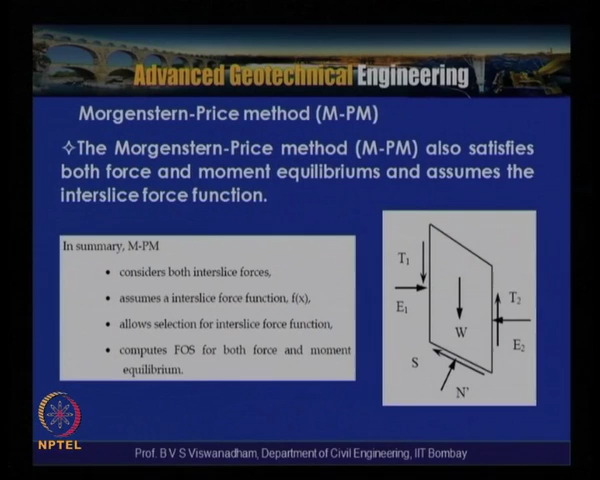 Advanced Geotechnical Engineering
Morgenstern-Price method (M-PM)
✧The Morgenstern-Price method (M-PM) also satisfies
both force and moment equilibriums and assumes the
interslice force function.
In summary, M-PM
• considers both interslice forces,
• assumes a interslice force function, f(x),
• allows selection for interslice force function,
• computes FOS for both force and moment
equilibrium.
T1
E1
W
T2
E2
S
N'
NPTEL
Prof. B V S Viswanadham, Department of Civil Engineering, IIT Bombay